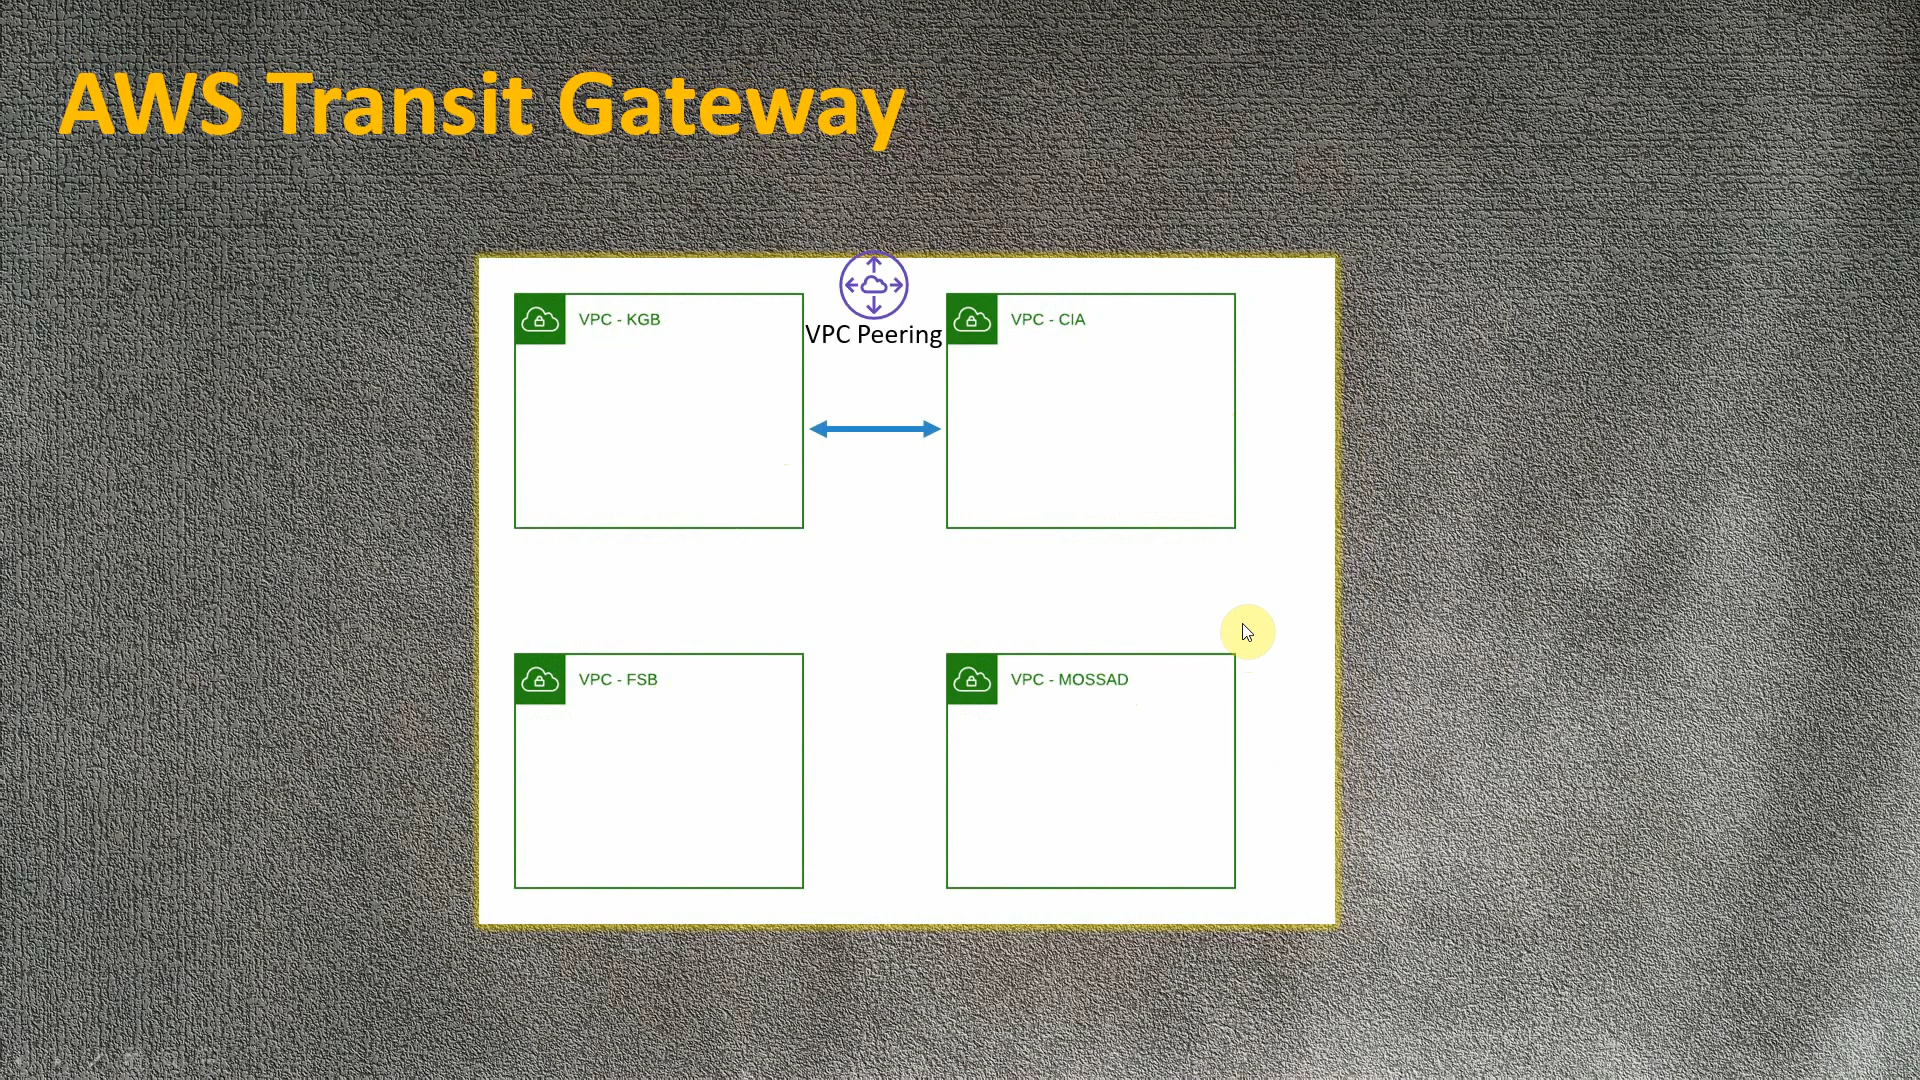 AWS Transit Gateway
VPC - KGB
VPC Peering
VPC - CIA
VPC - FSB
VPC - MOSSAD